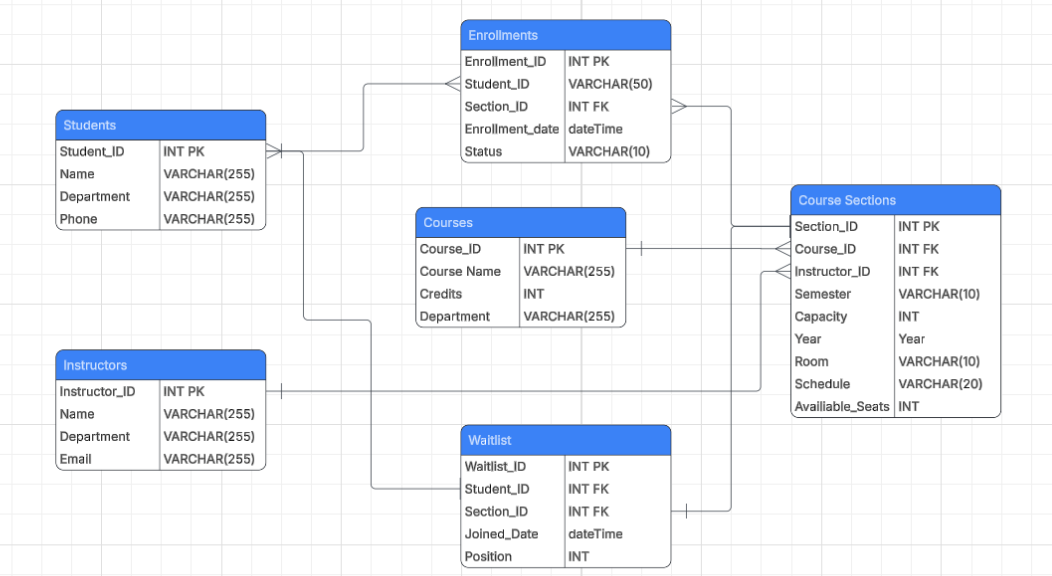 Enrollments
Enrollment_ID INT PK
Student_ID VARCHAR(50)
Section_ID INT FK
Enrollment_date dateTime
Status VARCHAR(10)
Students
Student_ID INT PK
Name VARCHAR(255)
Department VARCHAR(255)
Phone VARCHAR(255)
Courses
Course_ID INT PK
Course Name VARCHAR(255)
Credits INT
Department VARCHAR(255)
Course Sections
Section_ID INT PK
Course_ID INT FK
Instructor_ID INT FK
Semester VARCHAR(10)
Capacity INT
Year Year
Room VARCHAR(10)
Schedule VARCHAR(20)
Availiable_Seats INT
Instructors
Instructor_ID INT PK
Name VARCHAR(255)
Department VARCHAR(255)
Email VARCHAR(255)
Waitlist
Waitlist_ID INT PK
Student_ID INT FK
Section_ID INT FK
Joined_Date dateTime
Position INT